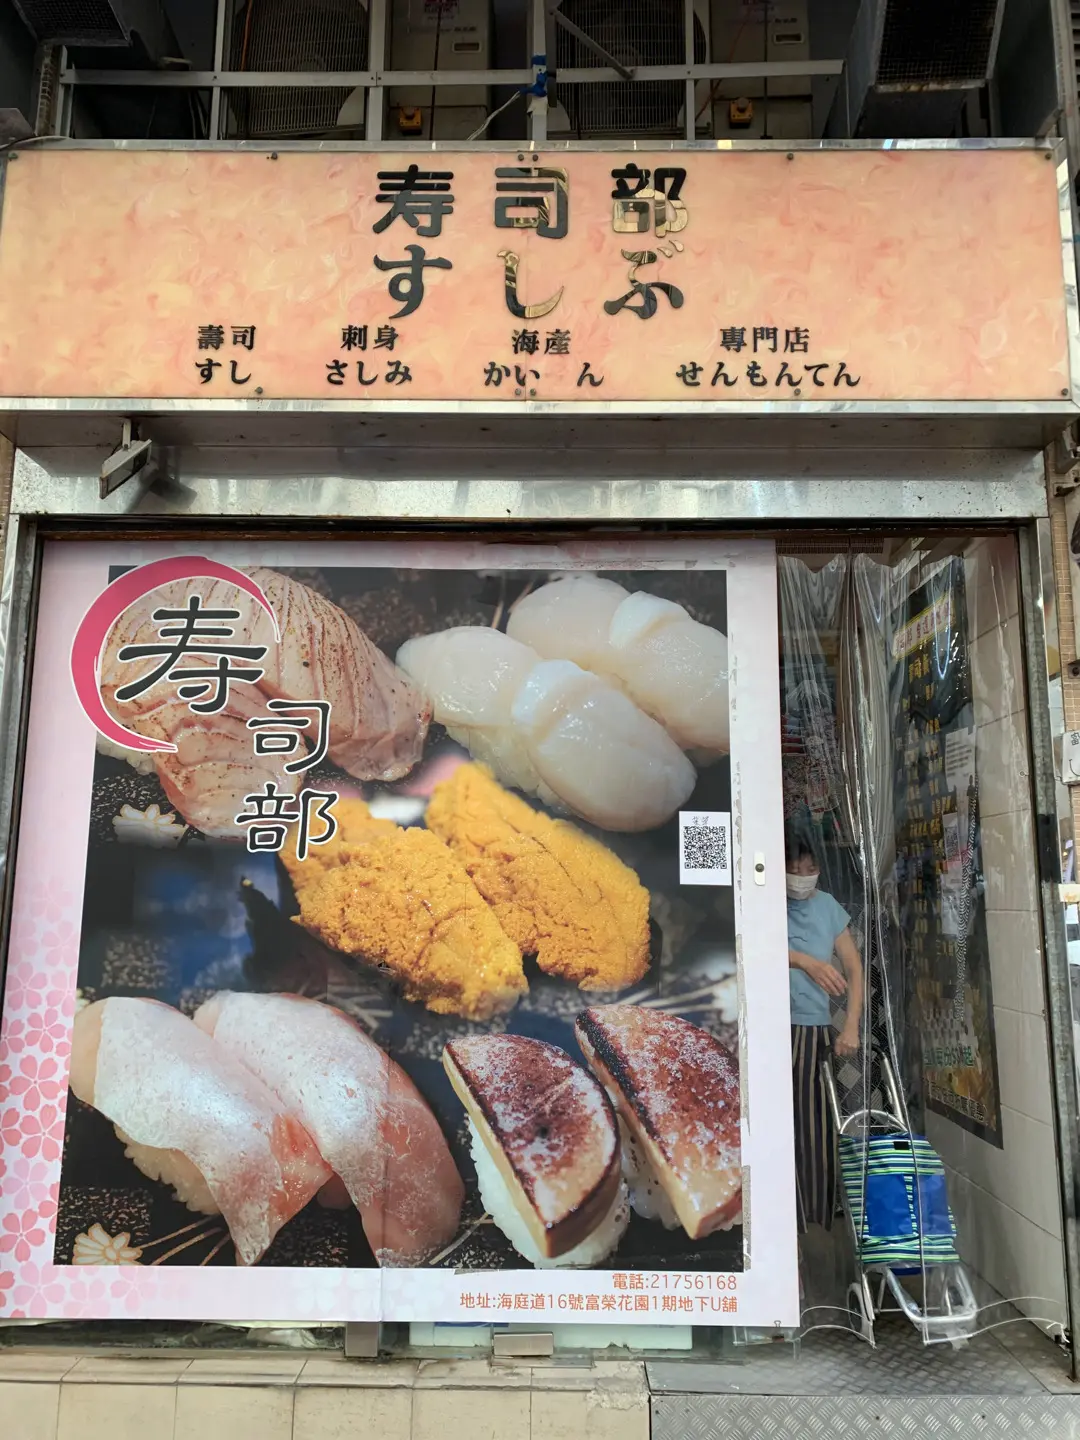 寿司部
すしぶ
壽司 刺身 海産 專門店
すし さしみ かい ん せんもんてん
寿
司
部
電話:21756168
地址:海庭道16號富榮花園1期地下U舖